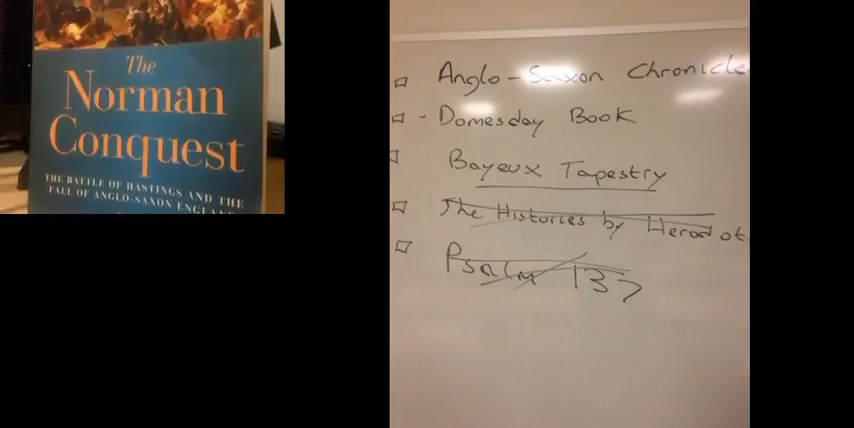 The
Norman
Conquest
THE BATTLE OF HASTINGS AND THE
FALL OF ANGLO-SAXON ENGLAND
Anglo-Saxon Chronicle
- Domesday Book
Bayeux Tapestry
The Histories by Herodot
Psalm 137